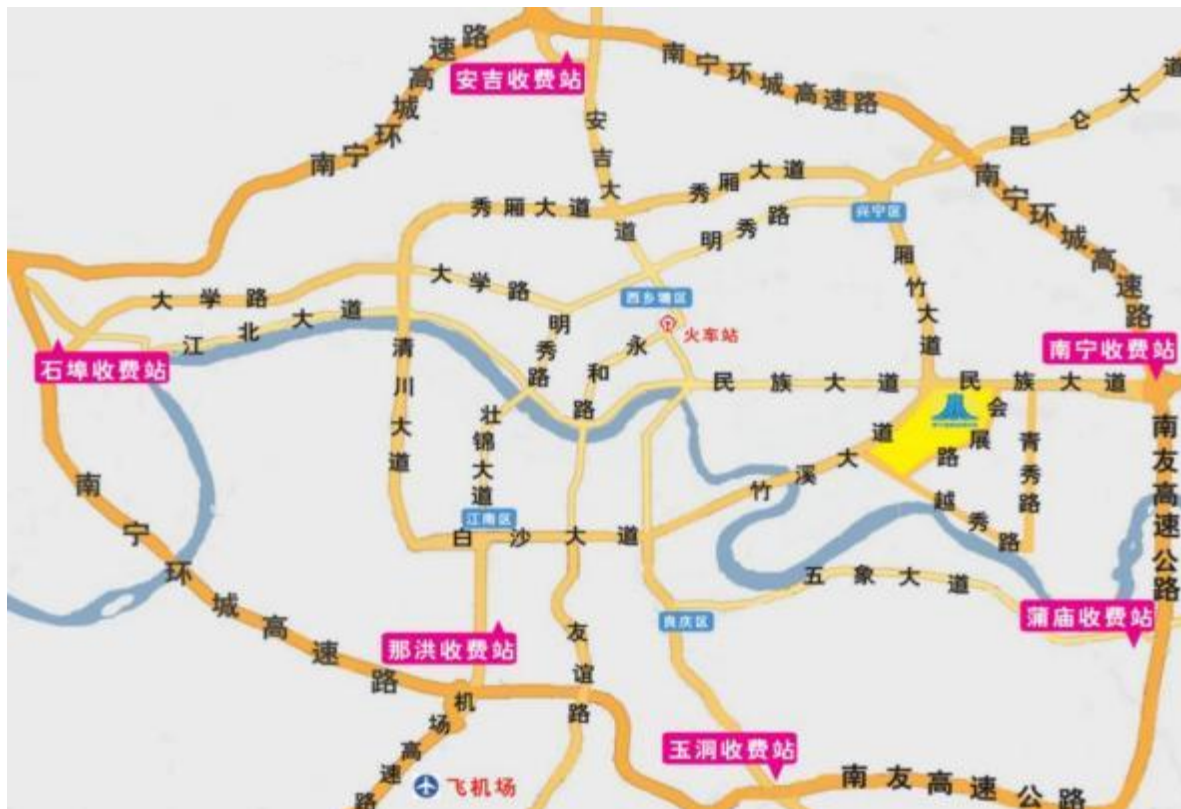 南宁环城高速路
安吉收费站
南宁环城高速路
昆仑大道
安吉大道
秀厢大道
秀厢大道
明秀路
兴宁区
南宁环城高速路
大学路
大学路
江北大道
西乡塘区
火车站
厢竹大道
石埠收费站
清川大道
明秀路
永和路
民族大道
民族大道
南宁收费站
壮锦大道
竹溪大道
会展路
青秀路
越秀路
南友高速公路
江南区
白沙大道
五象大道
良庆区
蒲庙收费站
南宁环城高速路
那洪收费站
友谊路
机场高速路
飞机场
玉洞收费站
南友高速公路